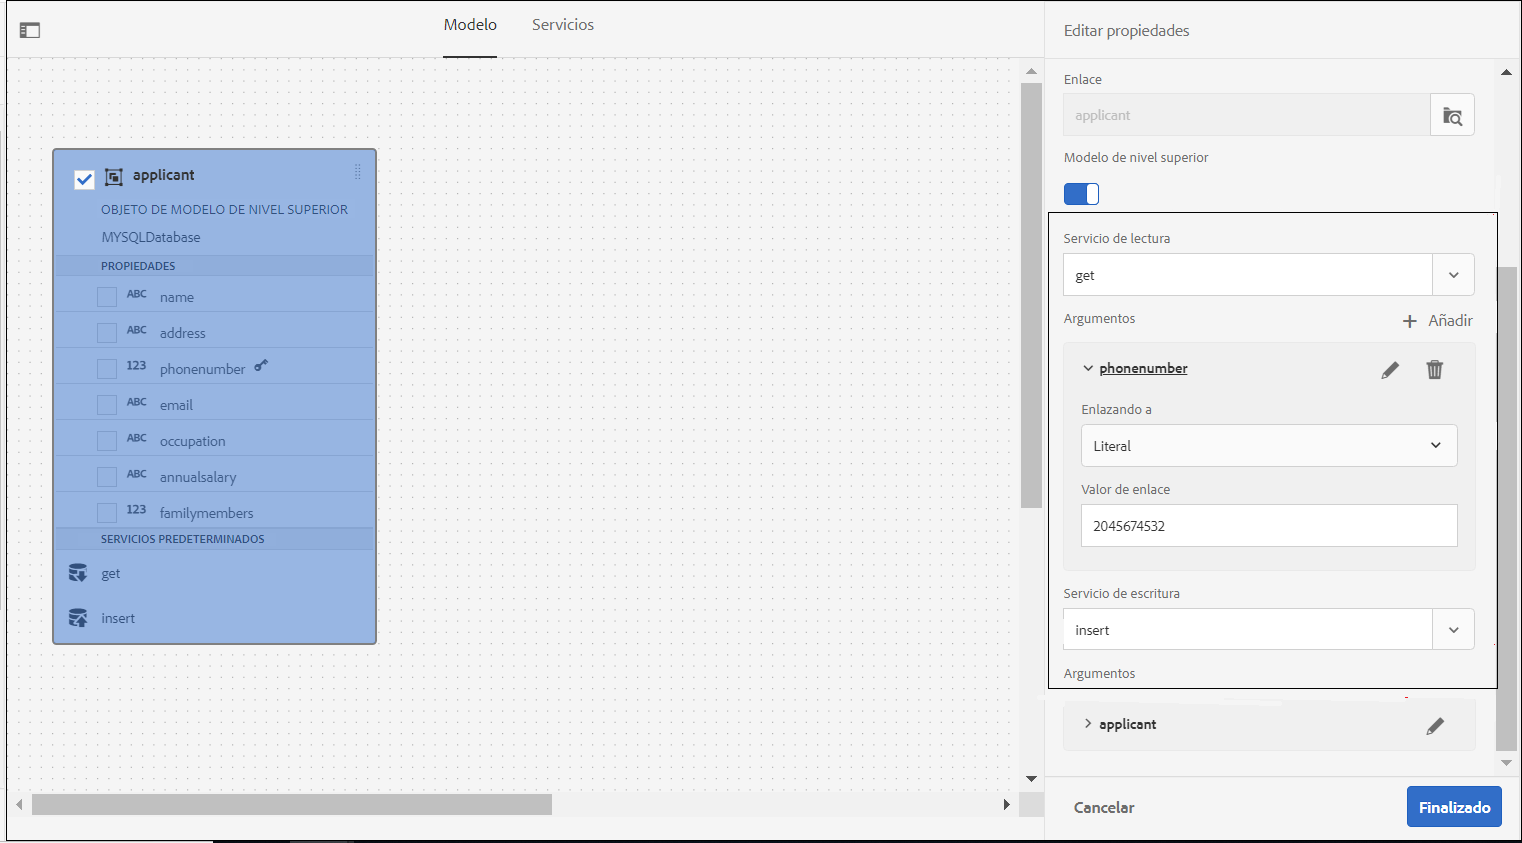 Modelo
Servicios
applicant
OBJETO DE MODELO DE NIVEL SUPERIOR
MYSQLDatabase
PROPIEDADES
ABC name
ABC address
123 phonenumber
ABC email
ABC occupation
ABC annualsalary
123 familymembers
SERVICIOS PREDETERMINADOS
get
insert
Editar propiedades
Enlace
applicant
Modelo de nivel superior
Servicio de lectura
get
Argumentos
+ Añadir
phonenumber
Enlazando a
Literal
Valor de enlace
2045674532
Servicio de escritura
insert
Argumentos
applicant
Cancelar
Finalizado